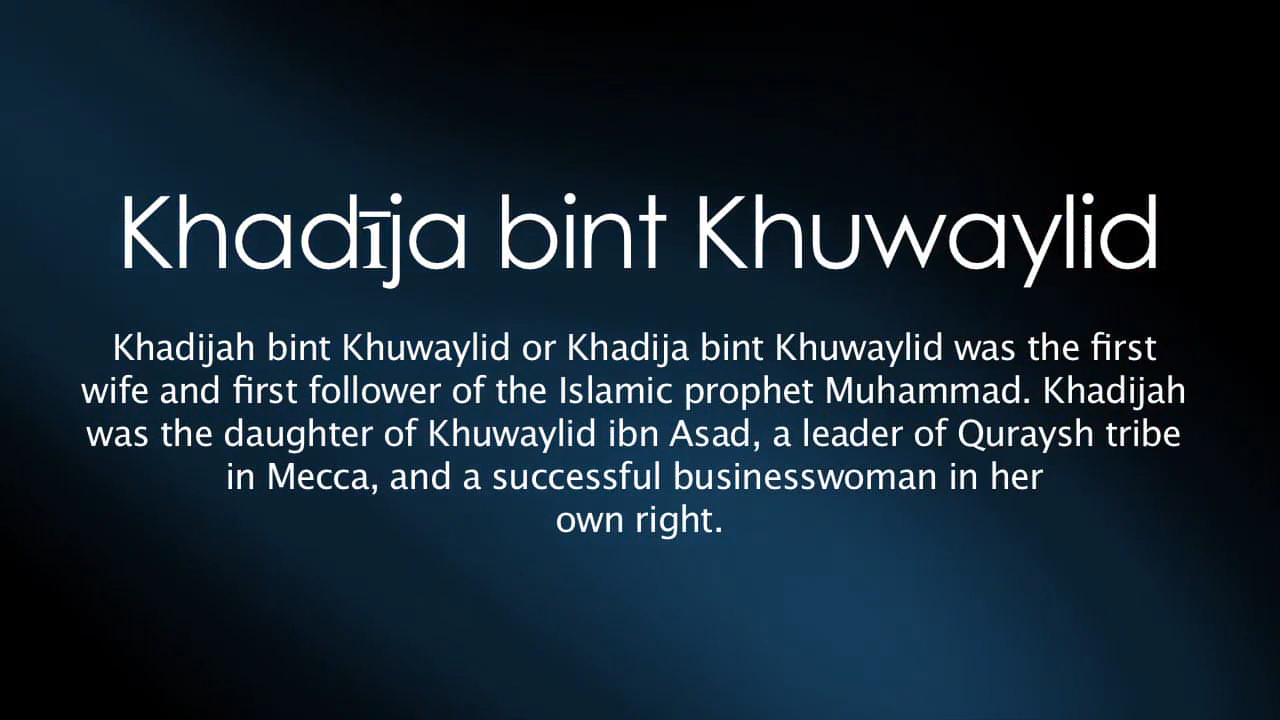 Khadīja bint Khuwaylid
Khadijah bint Khuwaylid or Khadija bint Khuwaylid was the first
wife and first follower of the Islamic prophet Muhammad. Khadijah
was the daughter of Khuwaylid ibn Asad, a leader of Quraysh tribe
in Mecca, and a successful businesswoman in her
own right.